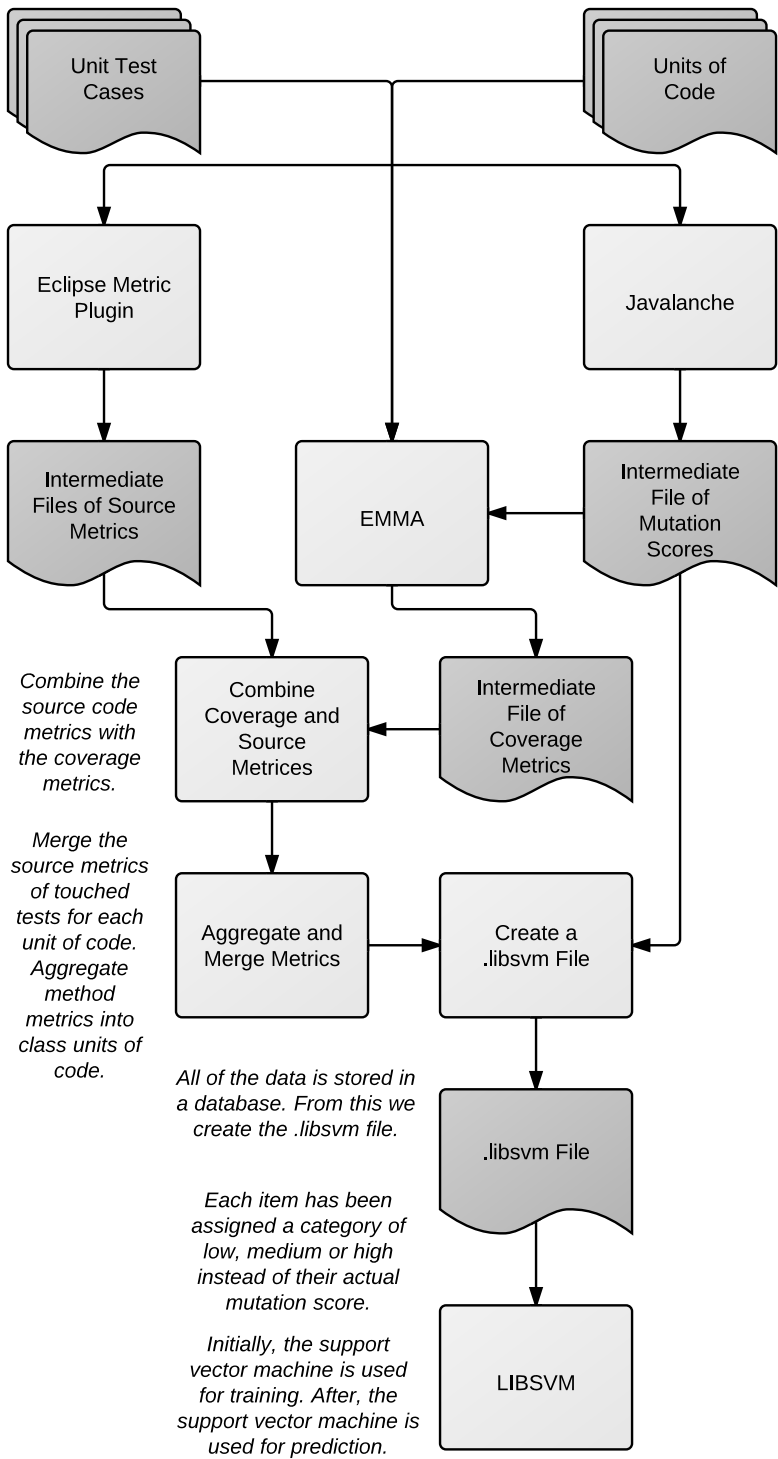 Unit Test
Cases
Units of
Code
Eclipse Metric
Plugin
Javalanche
Intermediate
Files of Source
Metrics
EMMA
Intermediate
File of
Mutation
Scores
Combine the
source code
metrics with
the coverage
metrics.
Combine
Coverage and
Source
Metrices
Intermediate
File of
Coverage
Metrics
Merge the
source metrics
of touched
tests for each
unit of code.
Aggregate
method
metrics into
class units of
code.
Aggregate and
Merge Metrics
Create a
.libsvm File
All of the data is stored in
a database. From this we
create the .libsvm file.
.libsvm File
Each item has been
assigned a category of
low, medium or high
instead of their actual
mutation score.
Initially, the support
vector machine is used
for training. After, the
support vector machine is
used for prediction.
LIBSVM